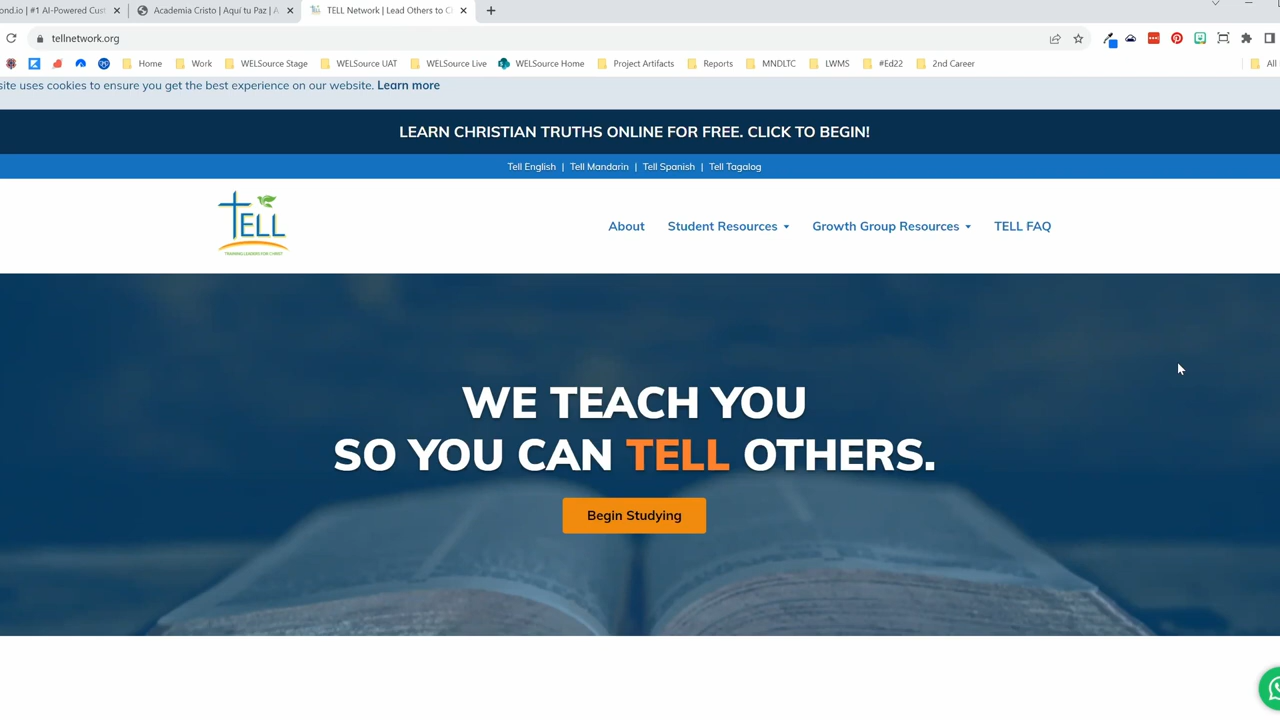 ond.io | #1 AI-Powered Cust
Academia Cristo | Aquí tu Paz | A
TELL Network | Lead Others to C
tellnetwork.org
Home
Work
WELSource Stage
WELSource UAT
WELSource Live
WELSource Home
Project Artifacts
Reports
MNDLTC
LWMS
#Ed22
2nd Career
All
site uses cookies to ensure you get the best experience on our website. Learn more
LEARN CHRISTIAN TRUTHS ONLINE FOR FREE. CLICK TO BEGIN!
Tell English | Tell Mandarin | Tell Spanish | Tell Tagalog
TELL
TRAINING LEADERS FOR CHRIST
About
Student Resources
Growth Group Resources
TELL FAQ
WE TEACH YOU
SO YOU CAN TELL OTHERS.
Begin Studying